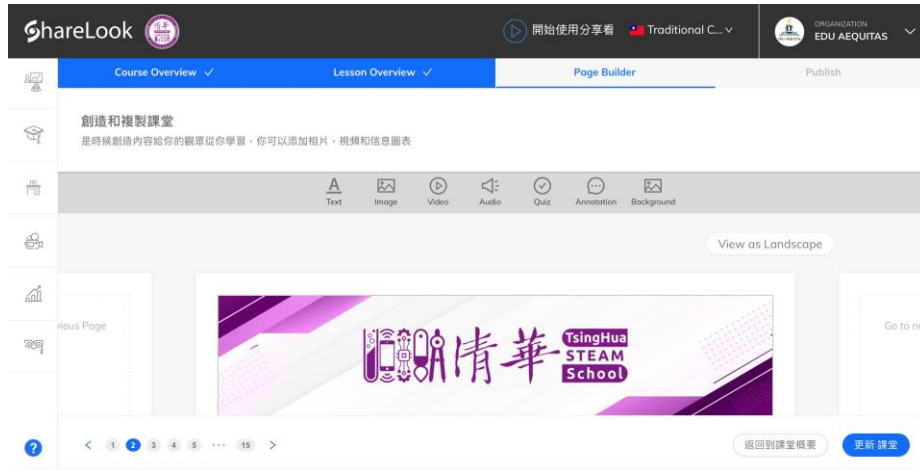 ShareLook
清華
開始使用分享看
Traditional C...
ORGANIZATION
EDU AEQUITAS
Course Overview
Lesson Overview
Page Builder
Publish
創造和複製課堂
是時候創造內容給你的觀眾從你學習，你可以添加相片，視頻和信息圖表
Text
Image
Video
Audio
Quiz
Annotation
Background
View as Landscape
vious Page
清華
TsingHua
STEAM
School
Go to n
1 2 3 4 5 ... 15
返回到課堂概要
更新 課堂